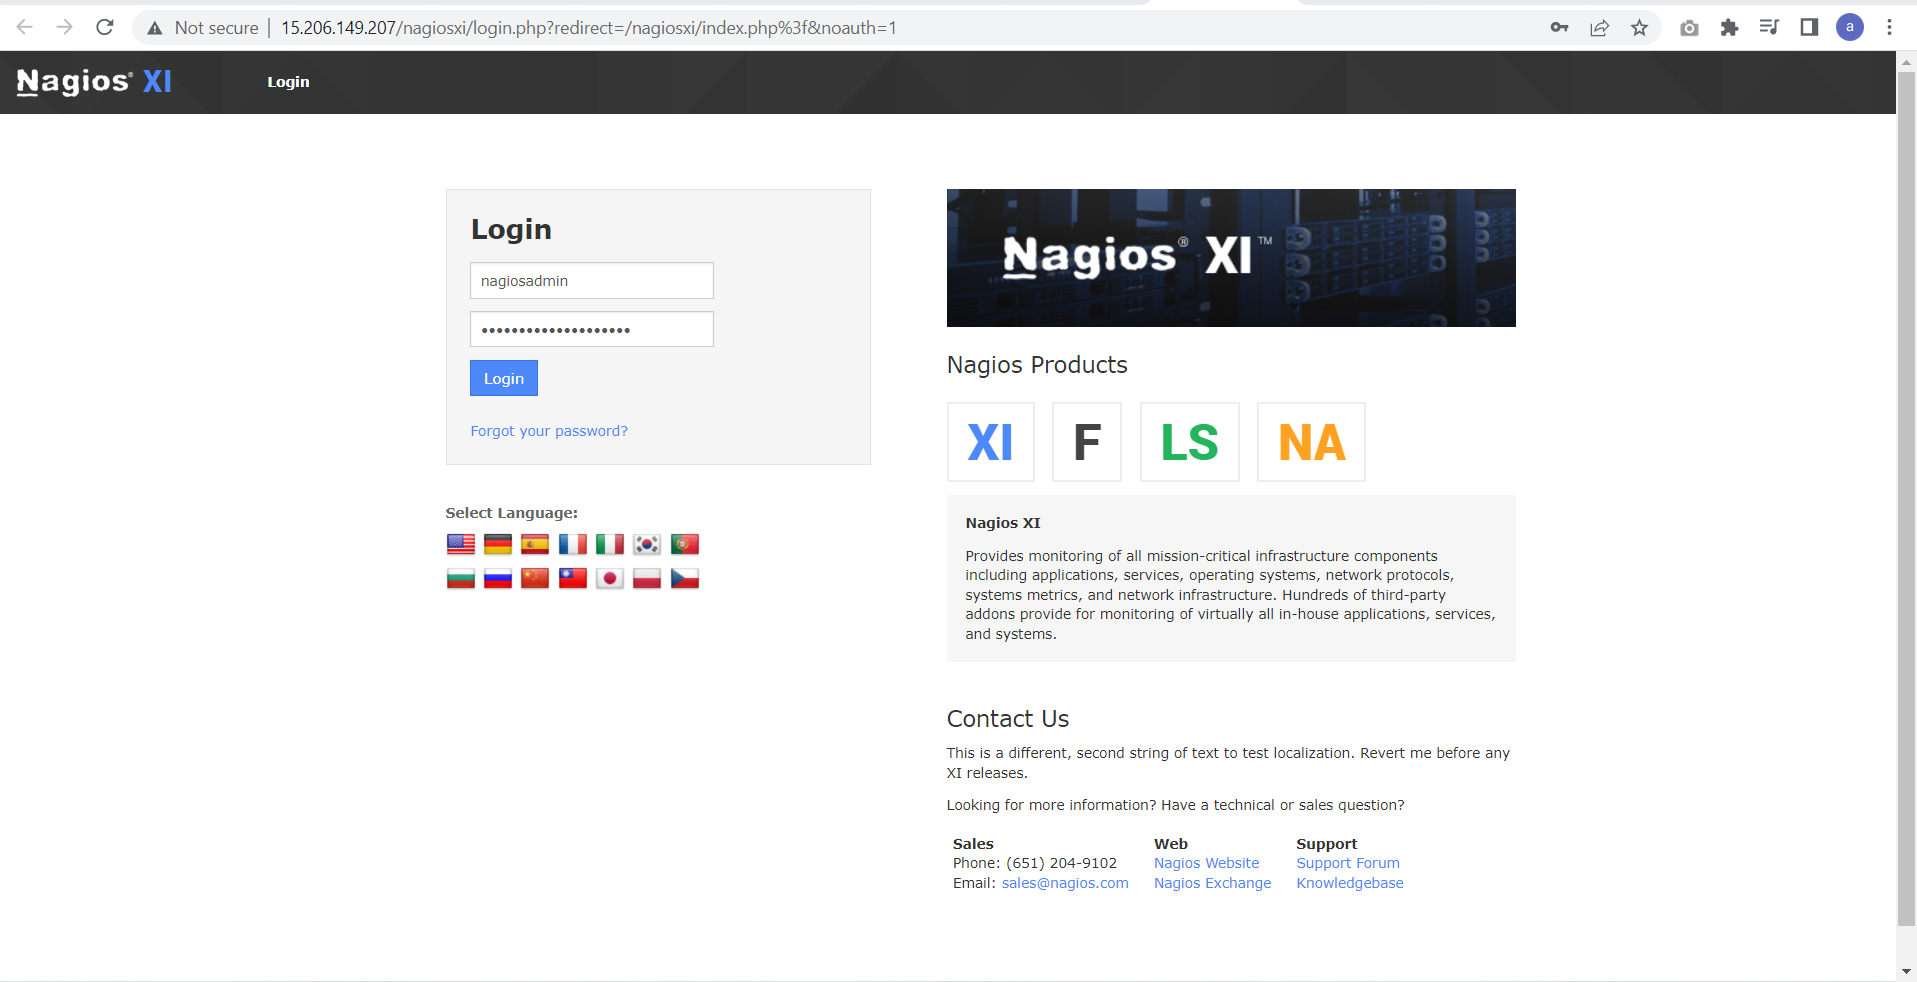 Not secure | 15.206.149.207/nagiosxi/login.php?redirect=/nagiosxi/index.php%3f&noauth=1
a
Nagios® XI
Login
Login
nagiosadmin
••••••••••••••••••••
Login
Forgot your password?
Select Language:
Nagios® XI™
Nagios Products
XI F LS NA
Nagios XI
Provides monitoring of all mission-critical infrastructure components
including applications, services, operating systems, network protocols,
systems metrics, and network infrastructure. Hundreds of third-party
addons provide for monitoring of virtually all in-house applications, services,
and systems.
Contact Us
This is a different, second string of text to test localization. Revert me before any
XI releases.
Looking for more information? Have a technical or sales question?
Sales Web Support
Phone: (651) 204-9102 Nagios Website Support Forum
Email: sales@nagios.com Nagios Exchange Knowledgebase